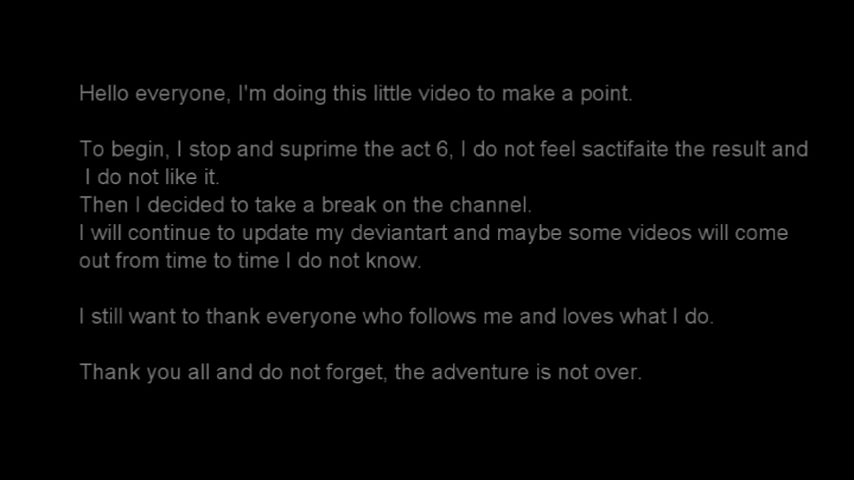 Hello everyone, I'm doing this little video to make a point.
To begin, I stop and suprime the act 6, I do not feel sactifaite the result and
I do not like it.
Then I decided to take a break on the channel.
I will continue to update my deviantart and maybe some videos will come
out from time to time I do not know.
I still want to thank everyone who follows me and loves what I do.
Thank you all and do not forget, the adventure is not over.